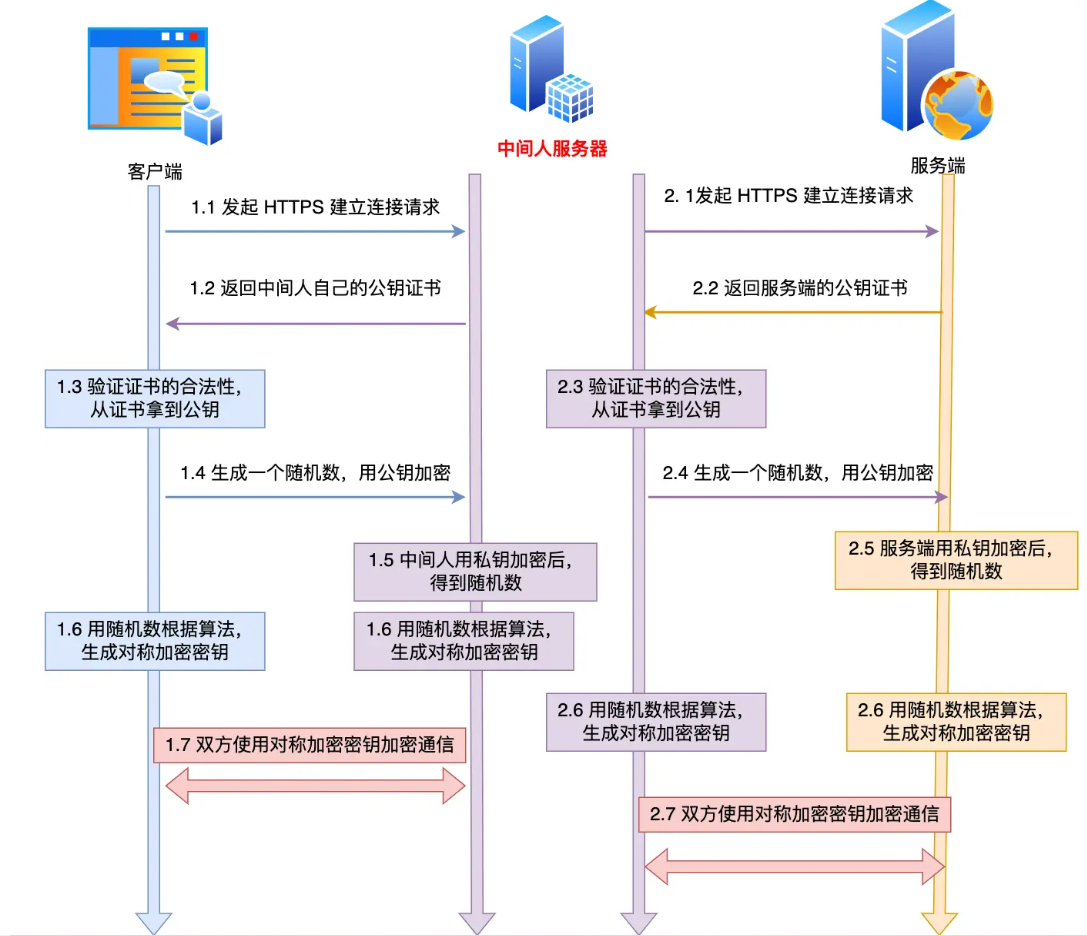 中间人服务器
客户端
服务端
1.1 发起 HTTPS 建立连接请求
2. 1发起 HTTPS 建立连接请求
1.2 返回中间人自己的公钥证书
2.2 返回服务端的公钥证书
1.3 验证证书的合法性，
从证书拿到公钥
2.3 验证证书的合法性，
从证书拿到公钥
1.4 生成一个随机数，用公钥加密
2.4 生成一个随机数，用公钥加密
1.5 中间人用私钥加密后，
得到随机数
2.5 服务端用私钥加密后，
得到随机数
1.6 用随机数根据算法，
生成对称加密密钥
1.6 用随机数根据算法，
生成对称加密密钥
2.6 用随机数根据算法，
生成对称加密密钥
2.6 用随机数根据算法，
生成对称加密密钥
1.7 双方使用对称加密密钥加密通信
2.7 双方使用对称加密密钥加密通信